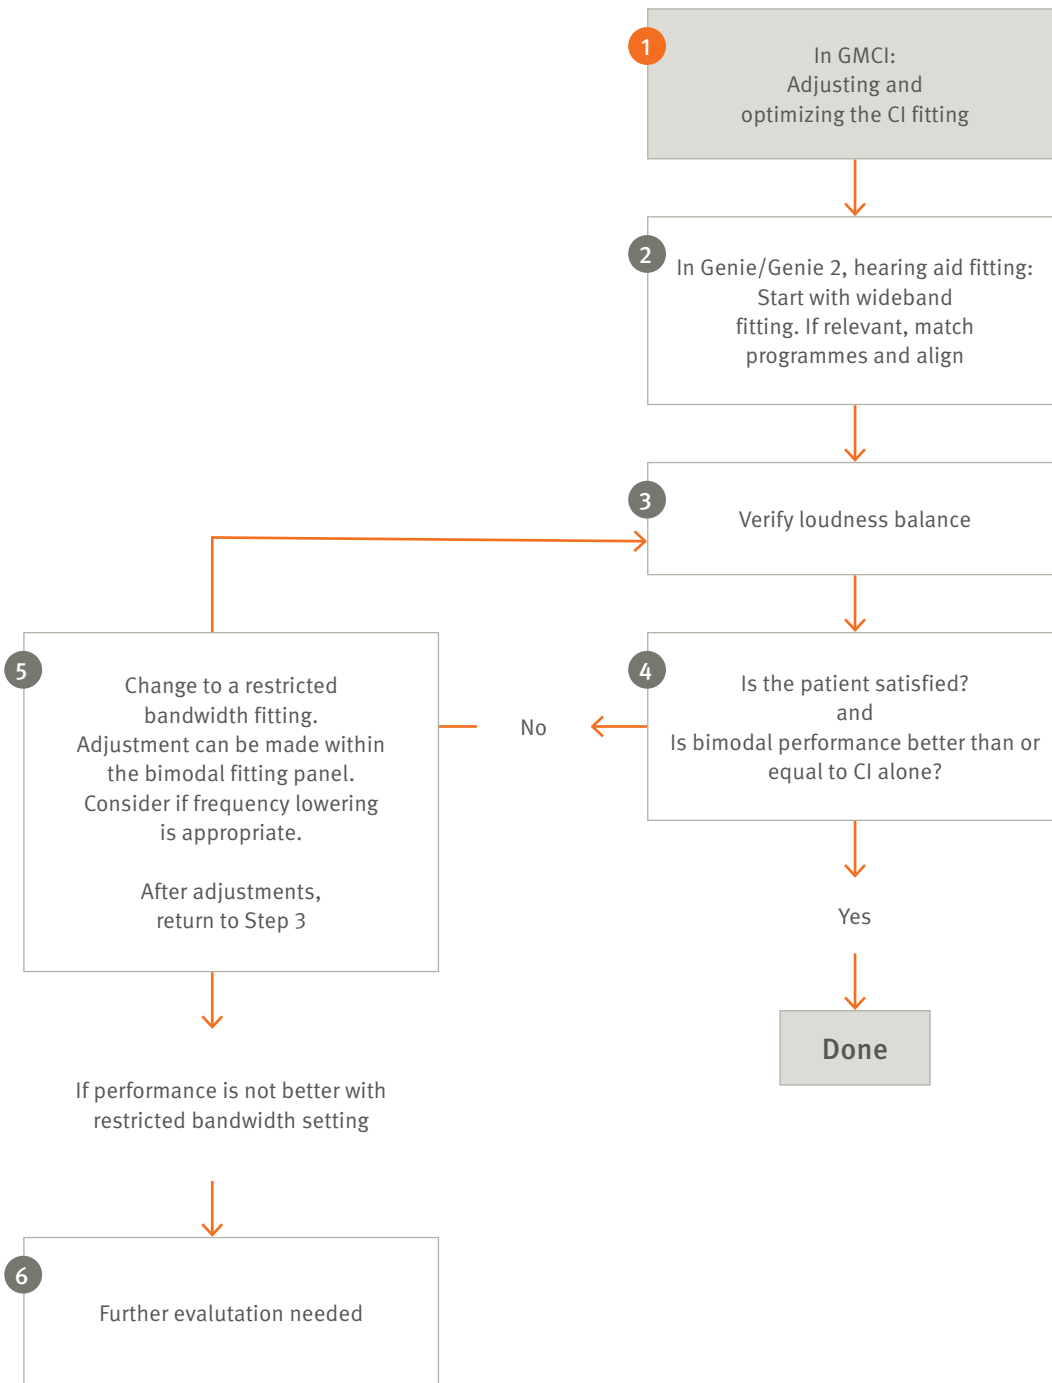 1
In GMCI:
Adjusting and
optimizing the CI fitting
2
In Genie/Genie 2, hearing aid fitting:
Start with wideband
fitting. If relevant, match
programmes and align
3
Verify loudness balance
4
Is the patient satisfied?
and
Is bimodal performance better than or
equal to CI alone?
No
Yes
Done
5
Change to a restricted
bandwidth fitting.
Adjustment can be made within
the bimodal fitting panel.
Consider if frequency lowering
is appropriate.
After adjustments,
return to Step 3
If performance is not better with
restricted bandwidth setting
6
Further evalutation needed